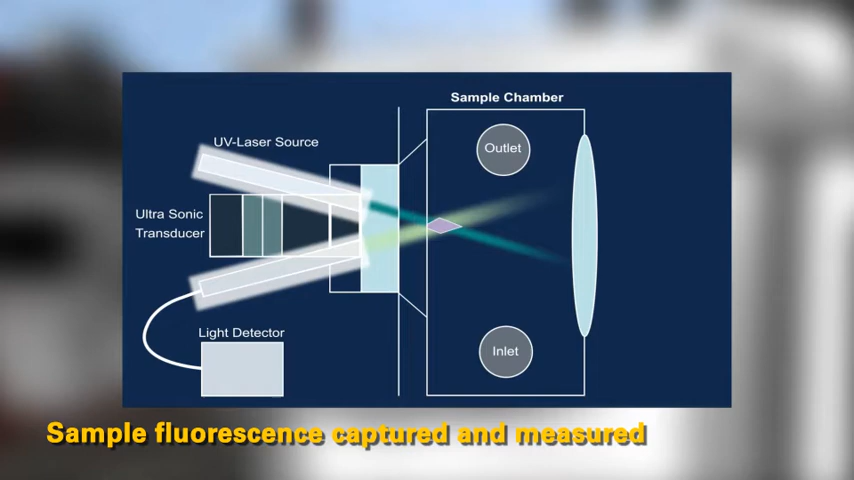 Sample Chamber
UV-Laser Source
Outlet
Ultra Sonic
Transducer
Light Detector
Inlet
Sample fluorescence captured and measured